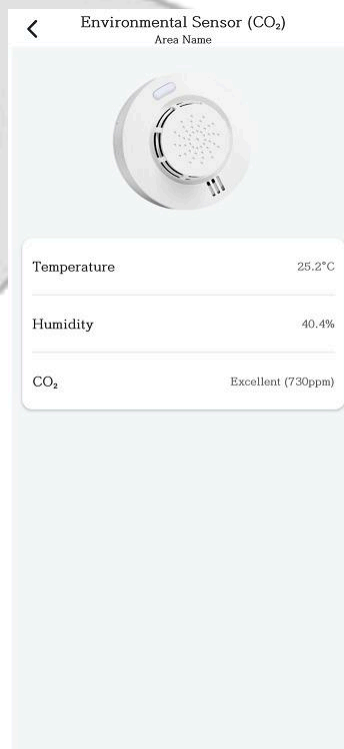 Environmental Sensor (CO₂)
Area Name
Temperature 25.2°C
Humidity 40.4%
CO₂ Excellent (730ppm)